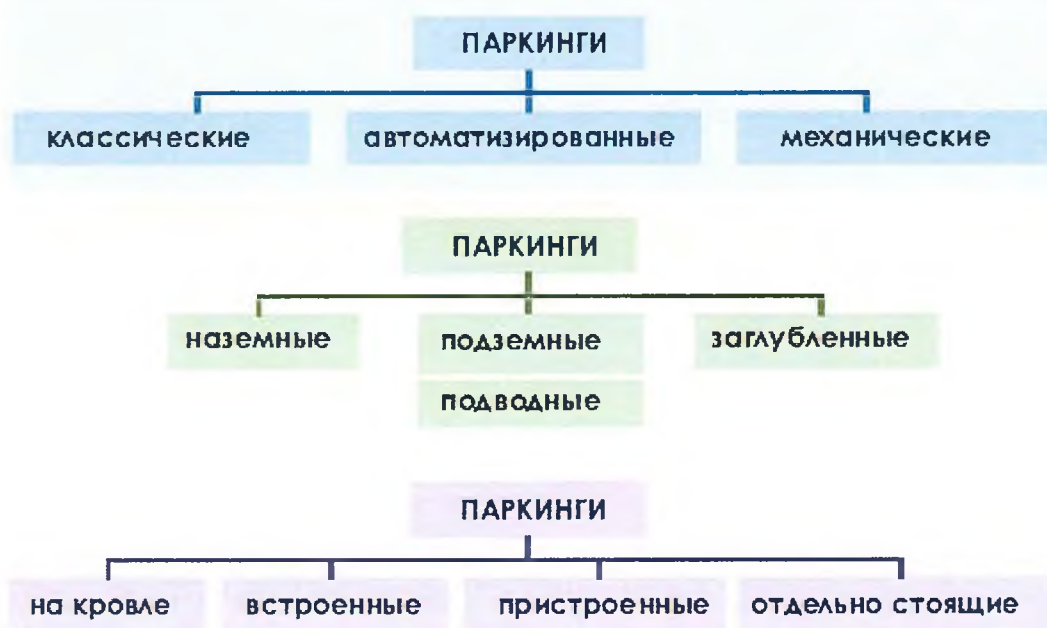 ПАРКИНГИ
классические автоматизированные механические
ПАРКИНГИ
наземные подземные заглубленные
подводные
ПАРКИНГИ
на кровле встроенные пристроенные отдельно стоящие